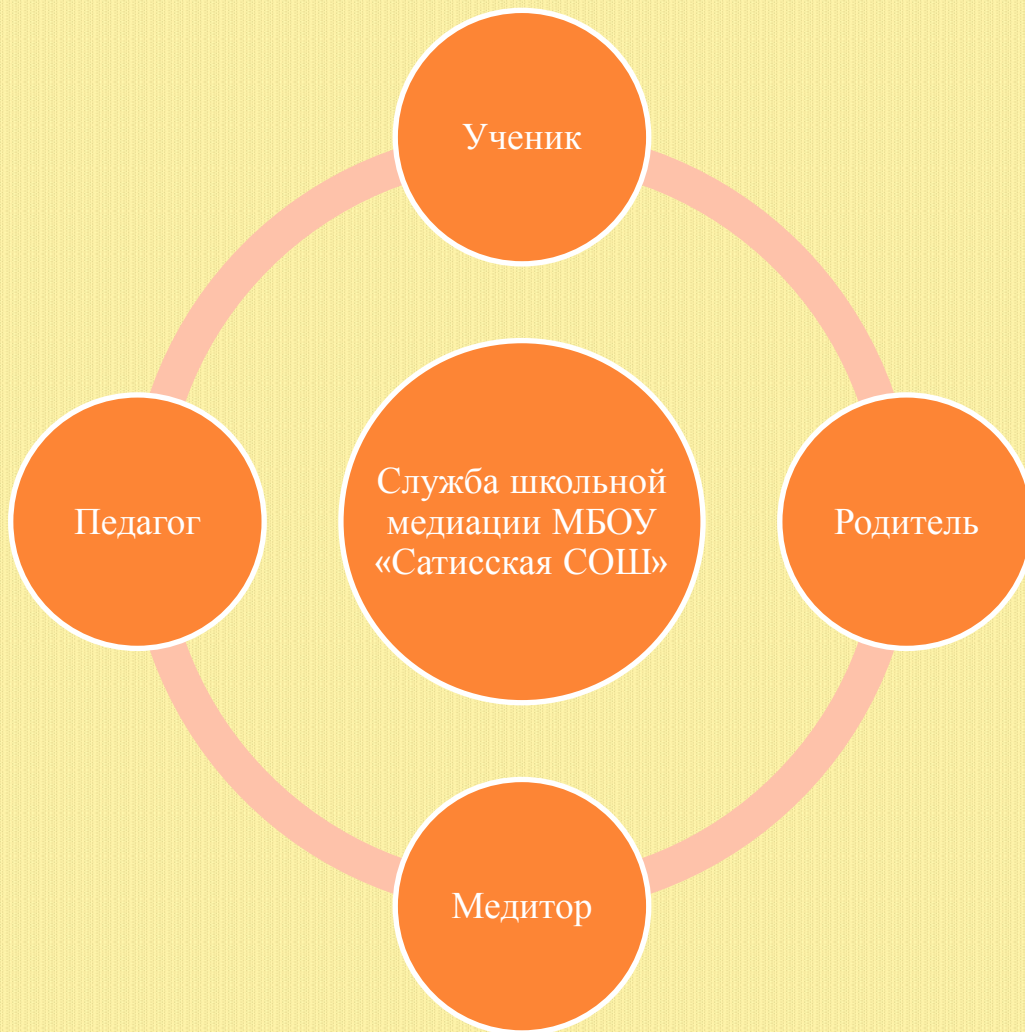 Ученик
Педагог
Служба школьной
медиации МБОУ
«Сатисская СОШ»
Родитель
Медитор